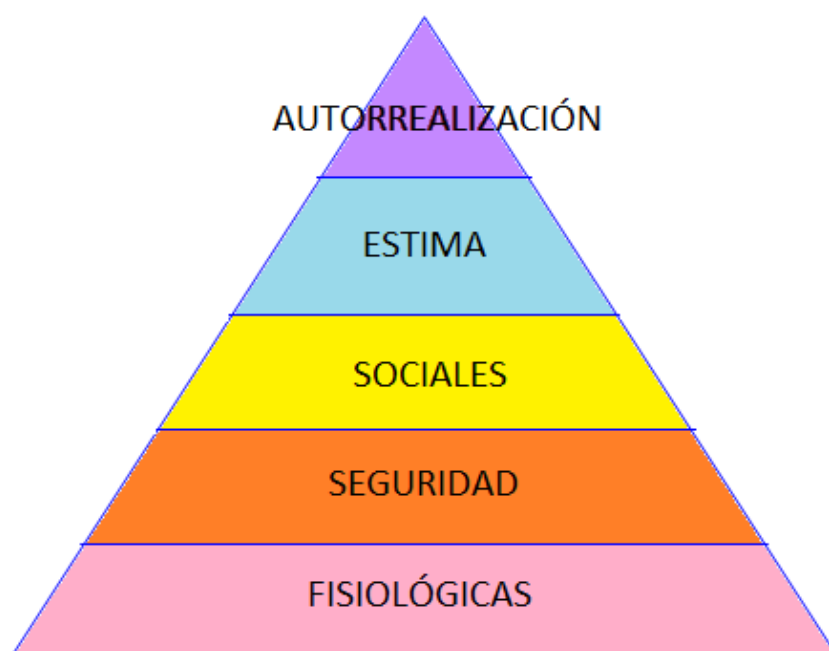 AUTORREALIZACIÓN
ESTIMA
SOCIALES
SEGURIDAD
FISIOLÓGICAS